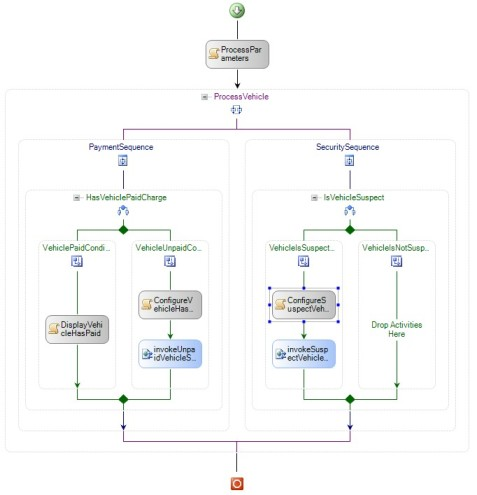 ProcessPar
ameters
ProcessVehicle
PaymentSequence
SecuritySequence
HasVehiclePaidCharge
IsVehicleSuspect
VehiclePaidCondi...
VehicleUnpaidCo...
VehicleIsSuspect...
VehicleIsNotSusp...
ConfigureV
ehicleHas...
ConfigureS
uspectVeh...
DisplayVehi
cleHasPaid
Drop Activities
Here
invokeUnpa
idVehicleS...
invokeSusp
ectVehicle...